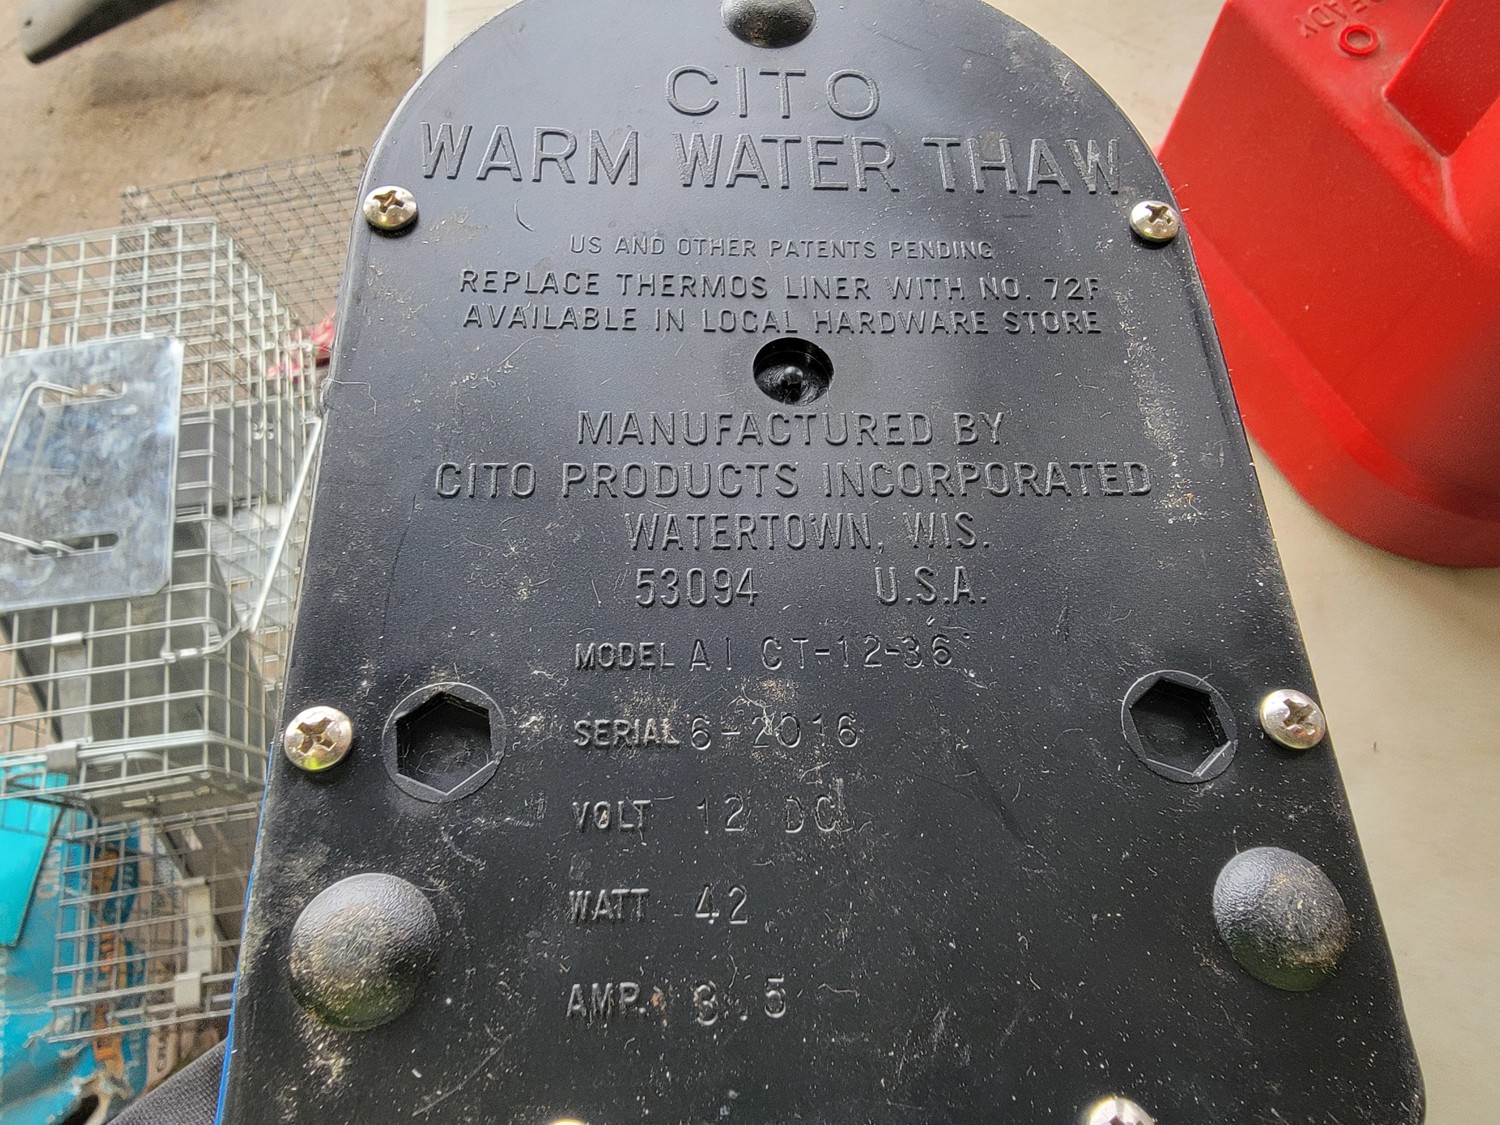 CITO
WARM WATER THAW
US AND OTHER PATENTS PENDING
REPLACE THERMOS LINER WITH NO. 72F
AVAILABLE IN LOCAL HARDWARE STORE
MANUFACTURED BY
CITO PRODUCTS INCORPORATED
WATERTOWN, WIS.
53094 U.S.A.
MODEL A1 CT-12-36
SERIAL 6-2016
VOLT 12 DC
WATT 42
AMP. 3.5